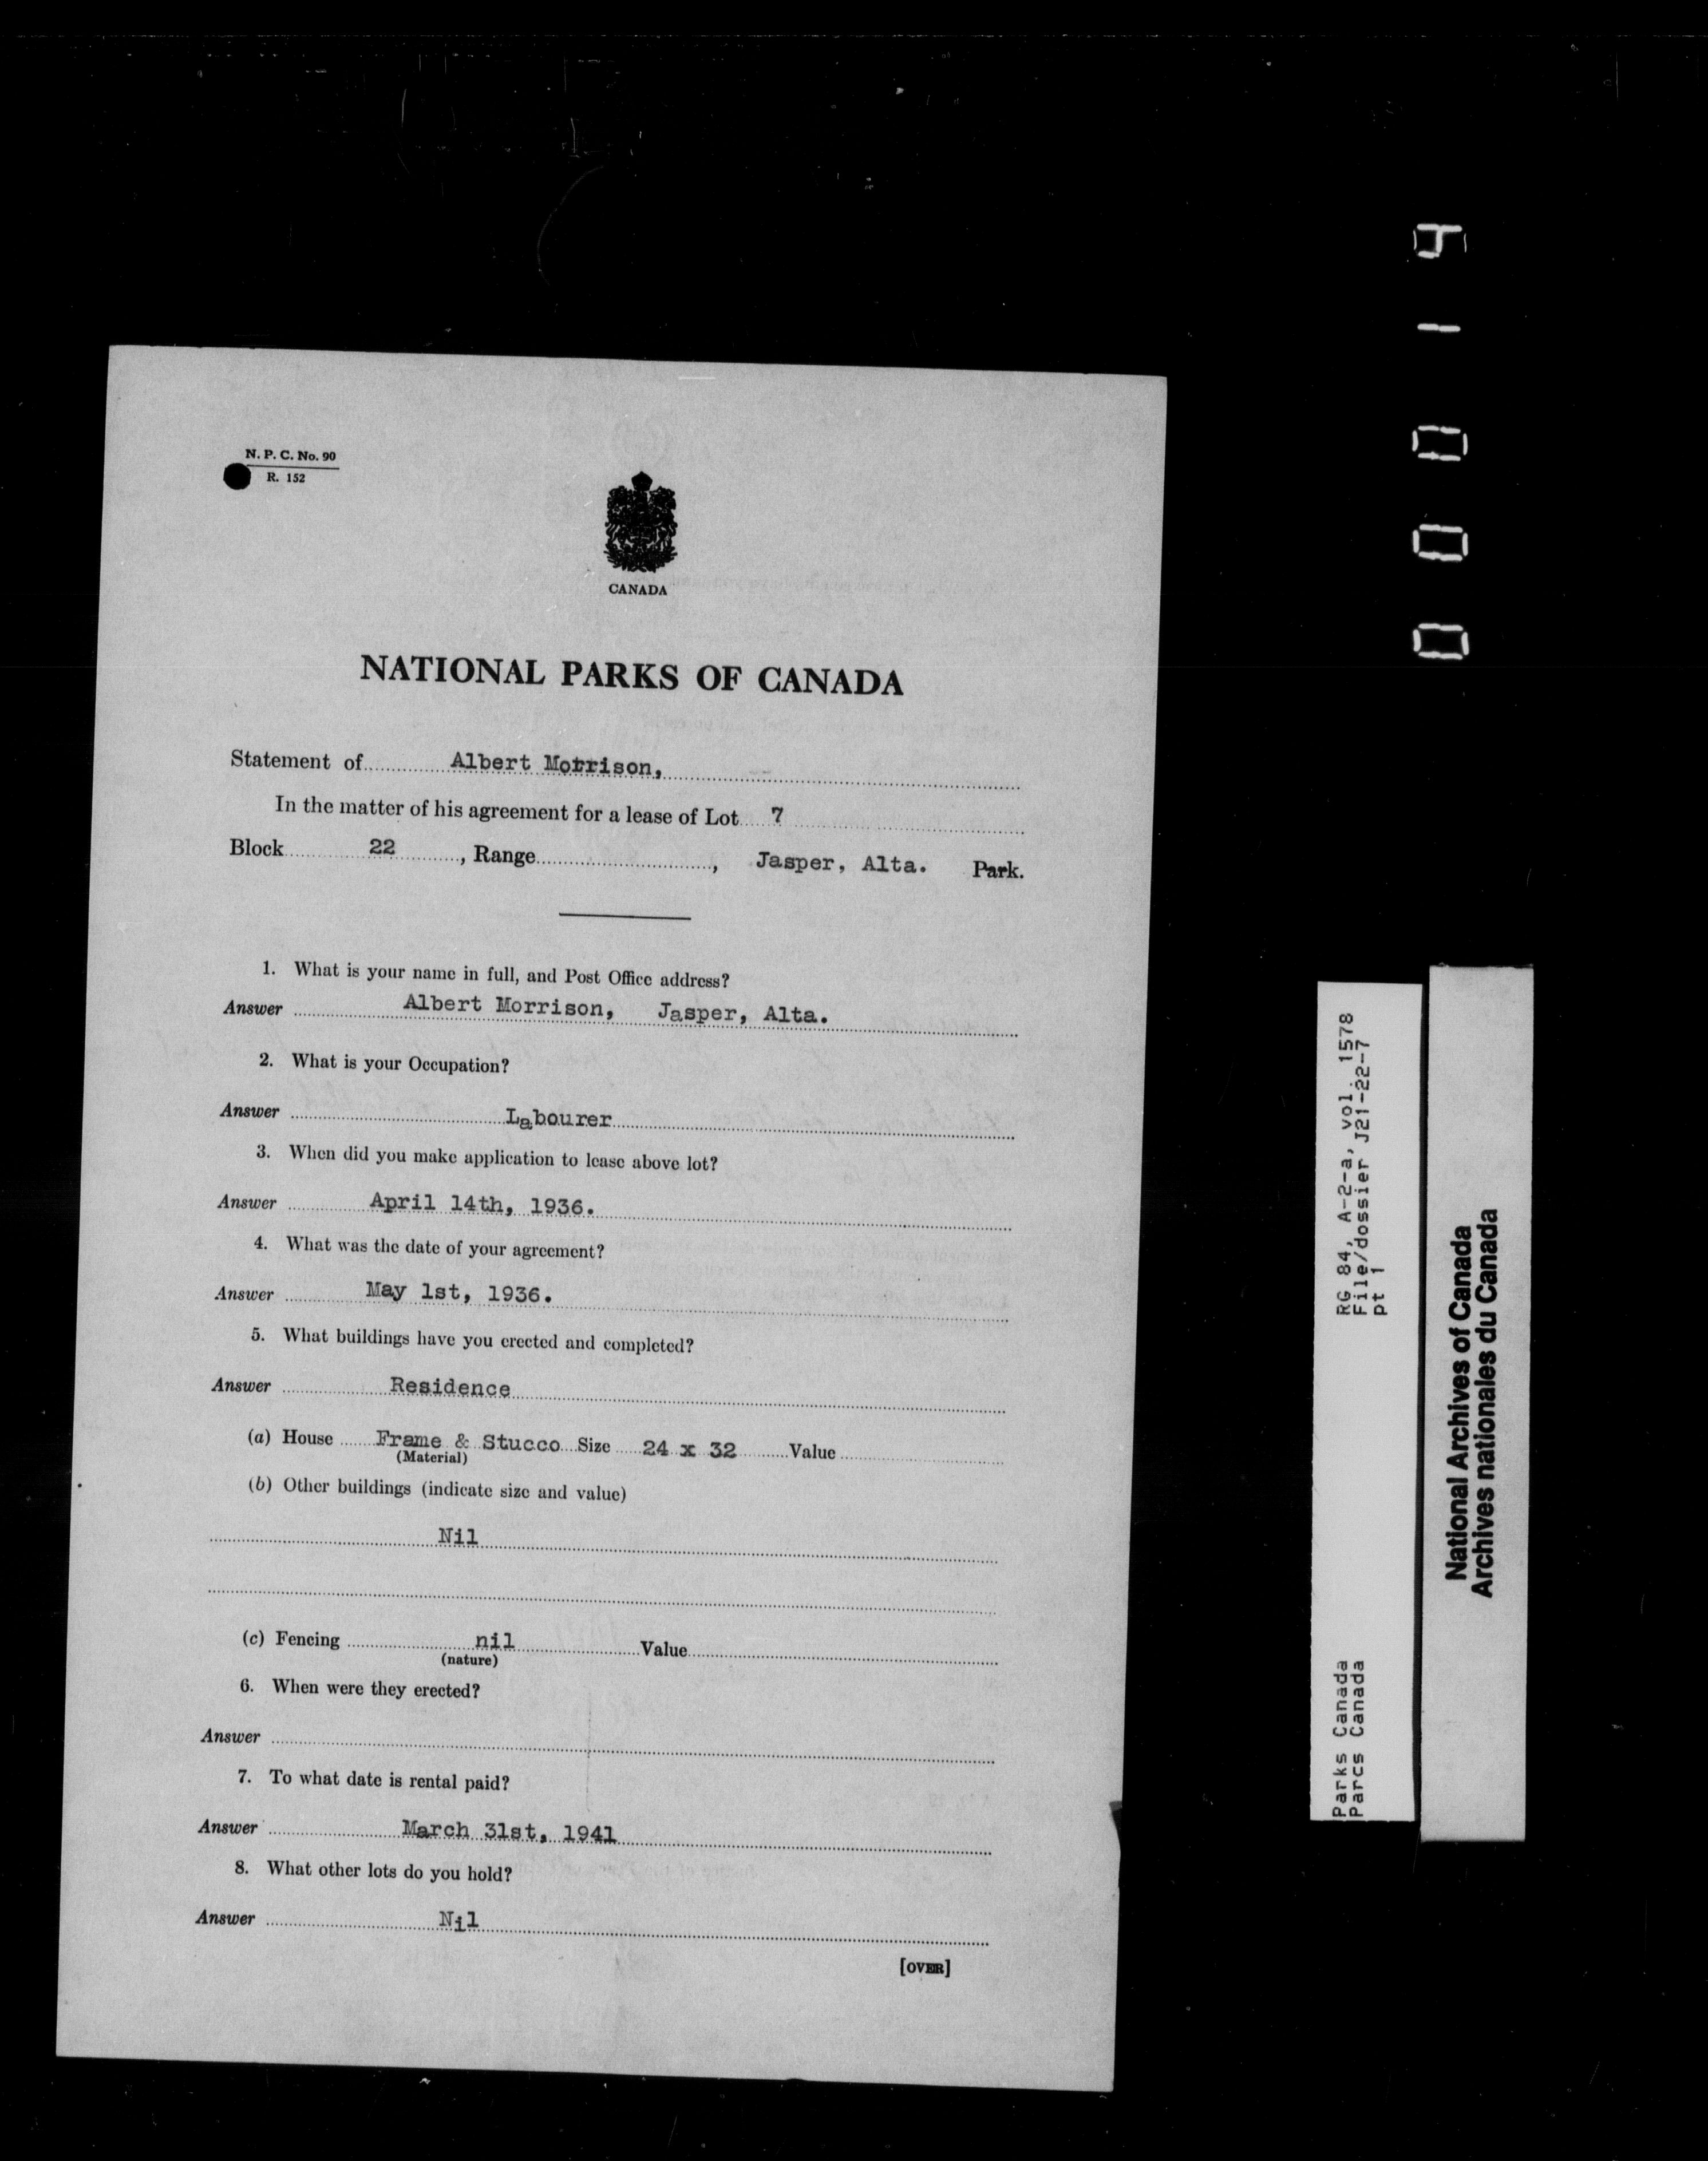 N. P. C. No. 90
R. 152
CANADA
NATIONAL PARKS OF CANADA
Statement of Albert Morrison,
In the matter of his agreement for a lease of Lot 7
Block 22, Range, Jasper, Alta. Park.
1. What is your name in full, and Post Office address?
Answer Albert Morrison, Jasper, Alta.
2. What is your Occupation?
Answer Labourer
3. When did you make application to lease above lot?
Answer April 14th, 1936.
4. What was the date of your agreement?
Answer May 1st, 1936.
5. What buildings have you erected and completed?
Answer Residence
(a) House Frame & Stucco Size 24 x 32 Value
(Material)
(b) Other buildings (indicate size and value)
Nil
(c) Fencing nil Value
(nature)
6. When were they erected?
Answer
7. To what date is rental paid?
Answer March 31st, 1941
8. What other lots do you hold?
Answer Nil
[OVER]
Parks Canada RG 84, A-2-a, vol. 1578
Parcs Canada File/dossier J21-22-7
pt 1
National Archives of Canada
Archives nationales du Canada